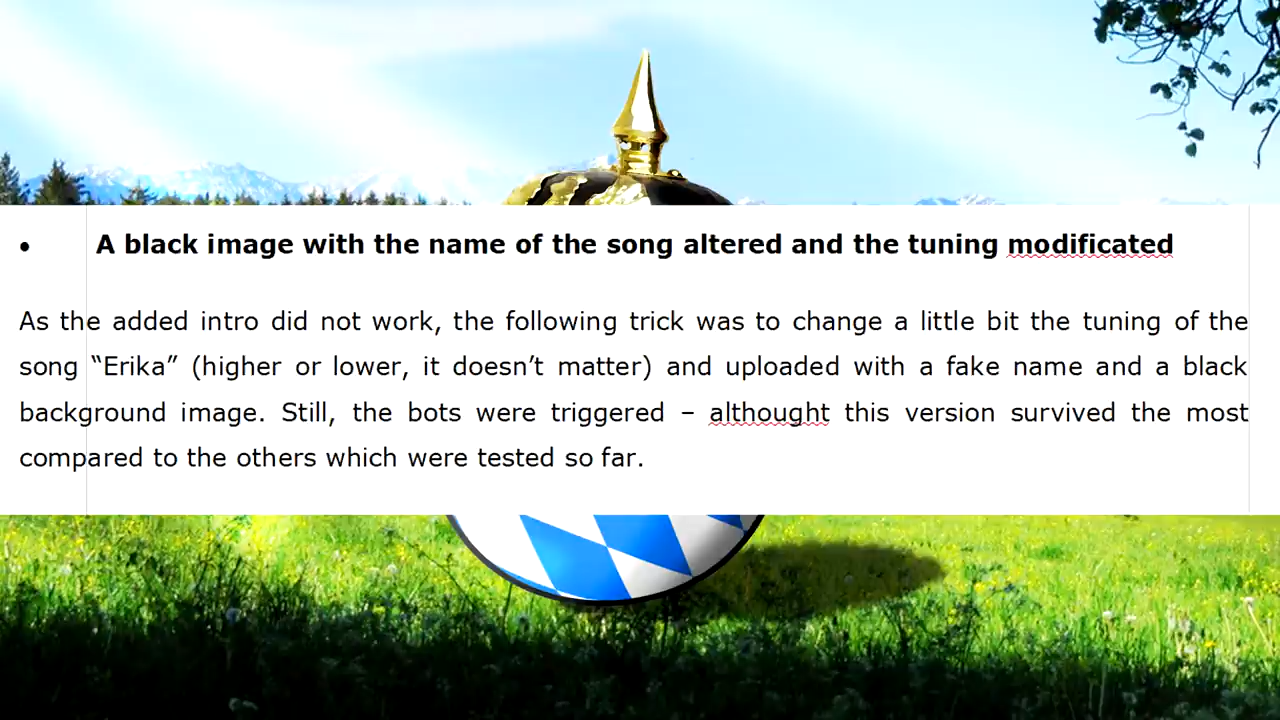 • A black image with the name of the song altered and the tuning modificated
As the added intro did not work, the following trick was to change a little bit the tuning of the
song “Erika” (higher or lower, it doesn’t matter) and uploaded with a fake name and a black
background image. Still, the bots were triggered – althought this version survived the most
compared to the others which were tested so far.